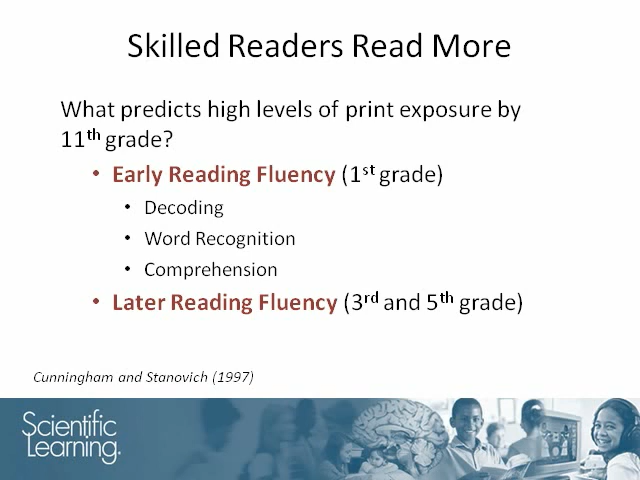 Skilled Readers Read More
What predicts high levels of print exposure by
11th grade?
• Early Reading Fluency (1st grade)
• Decoding
• Word Recognition
• Comprehension
• Later Reading Fluency (3rd and 5th grade)
Cunningham and Stanovich (1997)
Scientific
Learning.